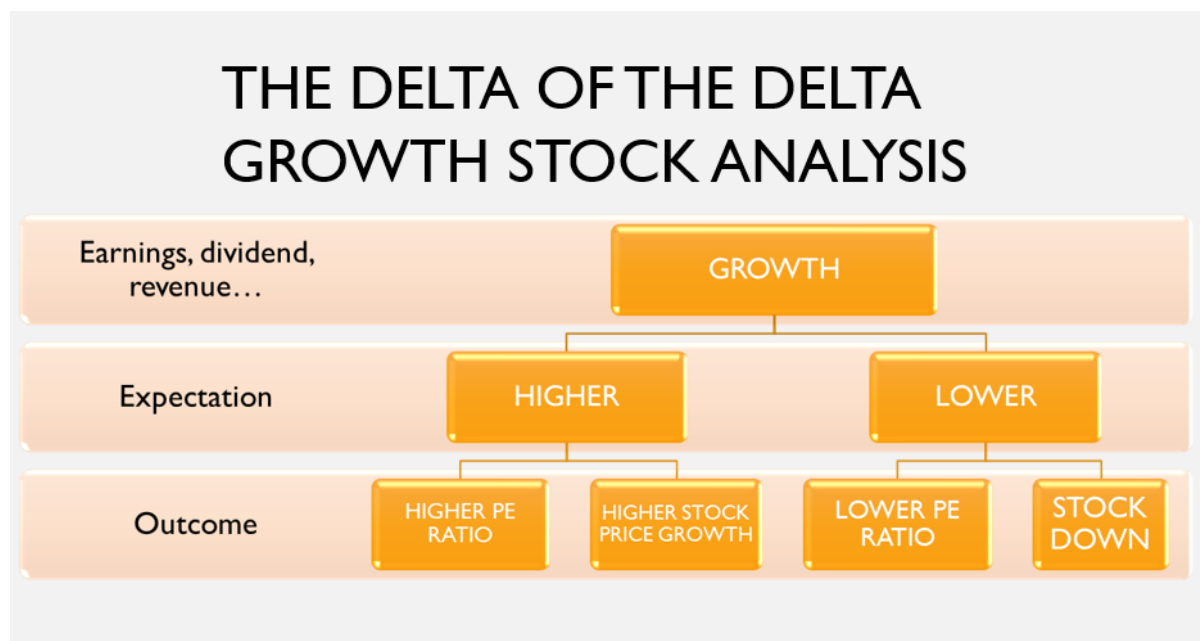 THE DELTA OF THE DELTA
GROWTH STOCK ANALYSIS
Earnings, dividend,
revenue…
GROWTH
Expectation
HIGHER
LOWER
Outcome
HIGHER PE
RATIO
HIGHER STOCK
PRICE GROWTH
LOWER PE
RATIO
STOCK
DOWN